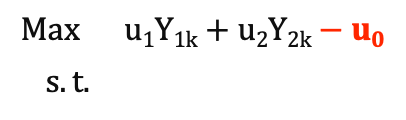 Max u₁Y₁ₖ + u₂Y₂ₖ − u₀
s. t.